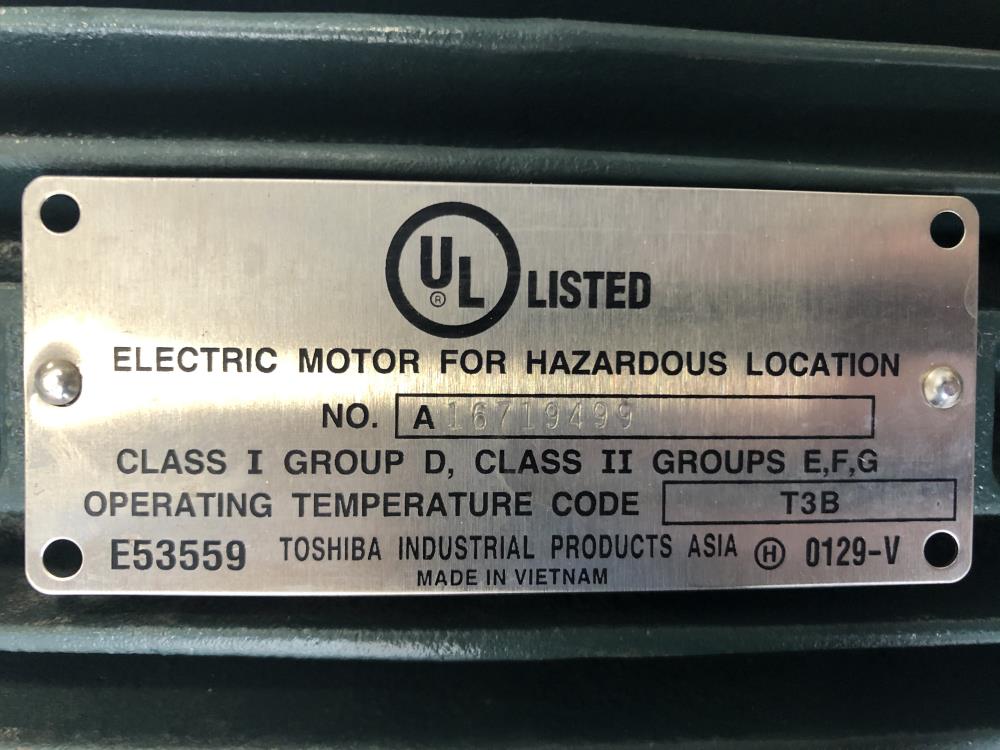 UL® LISTED
ELECTRIC MOTOR FOR HAZARDOUS LOCATION
NO. A 16719499
CLASS I GROUP D, CLASS II GROUPS E,F,G
OPERATING TEMPERATURE CODE T3B
E53559 TOSHIBA INDUSTRIAL PRODUCTS ASIA Ⓗ 0129-V
MADE IN VIETNAM